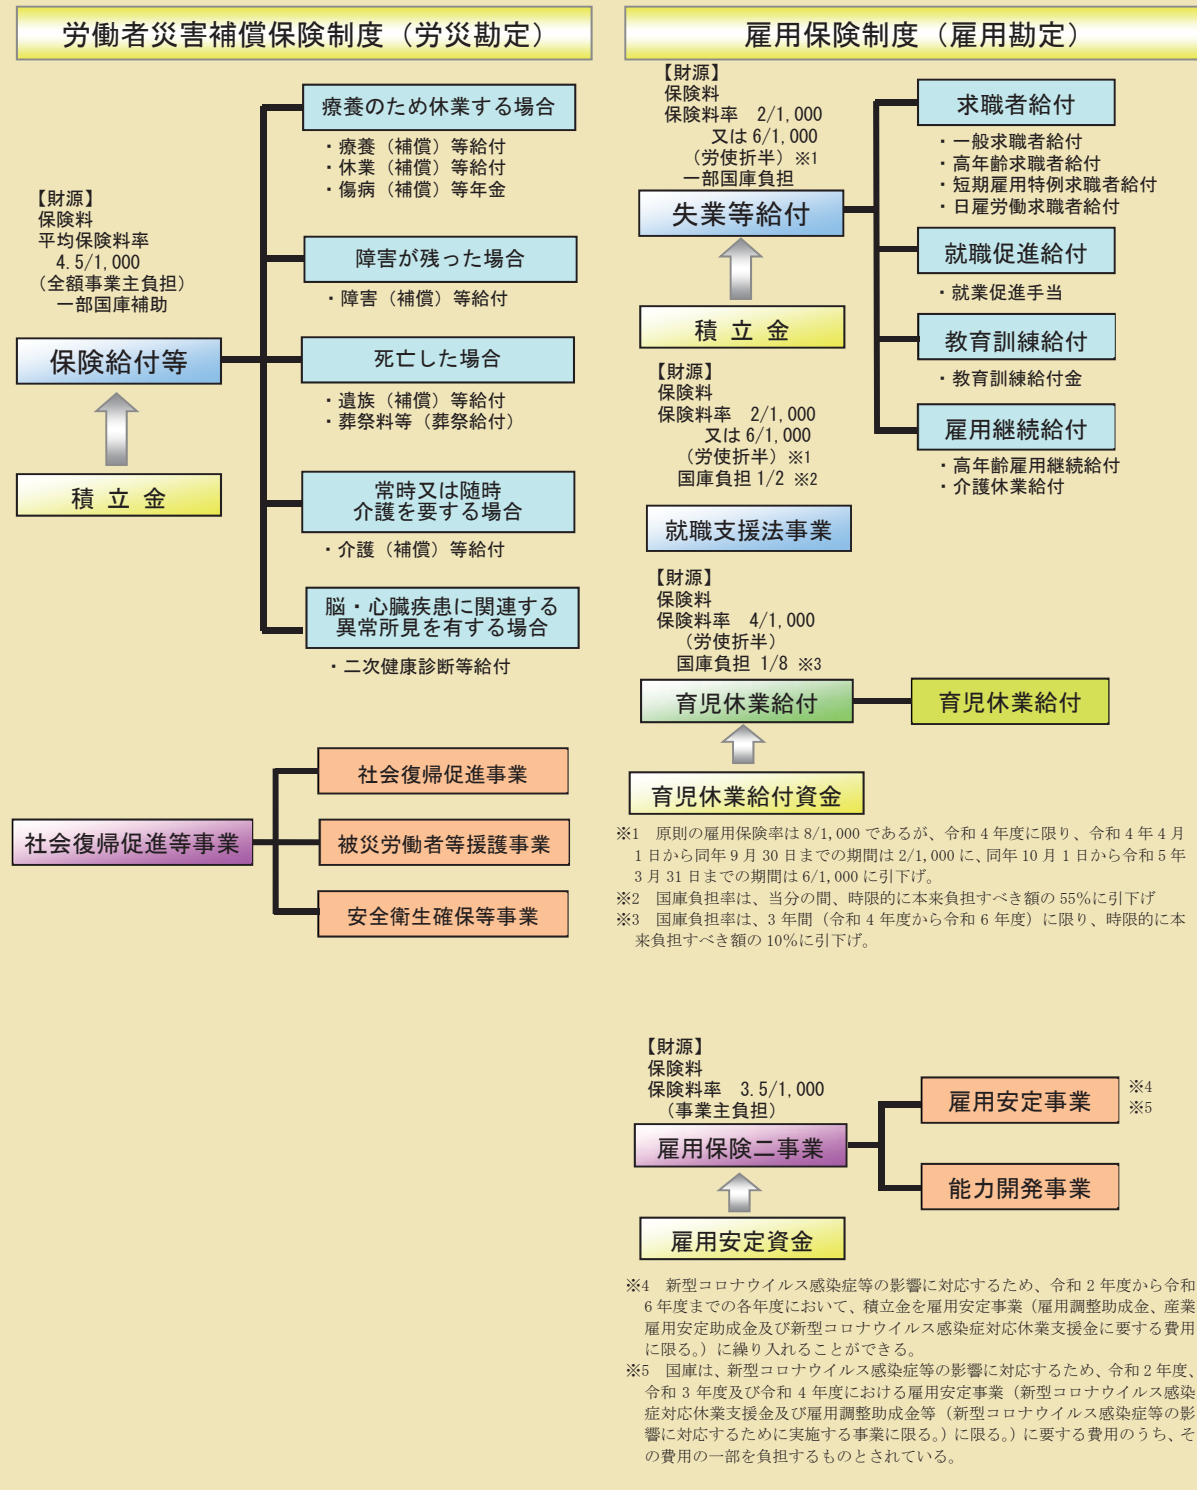 労働者災害補償保険制度（労災勘定）
療養のため休業する場合
・療養（補償）等給付
・休業（補償）等給付
・傷病（補償）等年金
【財源】
保険料
平均保険料率
4.5/1,000
（全額事業主負担）
一部国庫補助
障害が残った場合
・障害（補償）等給付
保険給付等
死亡した場合
・遺族（補償）等給付
・葬祭料等（葬祭給付）
積 立 金
常時又は随時
介護を要する場合
・介護（補償）等給付
脳・心臓疾患に関連する
異常所見を有する場合
・二次健康診断等給付
社会復帰促進等事業
社会復帰促進事業
被災労働者等援護事業
安全衛生確保等事業
雇用保険制度（雇用勘定）
【財源】
保険料
保険料率 2/1,000
又は 6/1,000
（労使折半）※1
一部国庫負担
失業等給付
積 立 金
求職者給付
・一般求職者給付
・高年齢求職者給付
・短期雇用特例求職者給付
・日雇労働求職者給付
就職促進給付
・就業促進手当
教育訓練給付
・教育訓練給付金
雇用継続給付
・高年齢雇用継続給付
・介護休業給付
【財源】
保険料
保険料率 2/1,000
又は 6/1,000
（労使折半）※1
国庫負担 1/2 ※2
就職支援法事業
【財源】
保険料
保険料率 4/1,000
（労使折半）
国庫負担 1/8 ※3
育児休業給付
育児休業給付
育児休業給付資金
※1 原則の雇用保険率は 8/1,000 であるが、令和 4 年度に限り、令和 4 年 4 月
1 日から同年 9 月 30 日までの期間は 2/1,000 に、同年 10 月 1 日から令和 5 年
3 月 31 日までの期間は 6/1,000 に引下げ。
※2 国庫負担率は、当分の間、時限的に本来負担すべき額の 55％に引下げ
※3 国庫負担率は、3 年間（令和 4 年度から令和 6 年度）に限り、時限的に本
来負担すべき額の 10％に引下げ。
【財源】
保険料
保険料率 3.5/1,000
（事業主負担）
雇用保険二事業
雇用安定資金
雇用安定事業
※4
※5
能力開発事業
※4 新型コロナウイルス感染症等の影響に対応するため、令和 2 年度から令和
6 年度までの各年度において、積立金を雇用安定事業（雇用調整助成金、産業
雇用安定助成金及び新型コロナウイルス感染症対応休業支援金に要する費用
に限る。）に繰り入れることができる。
※5 国庫は、新型コロナウイルス感染症等の影響に対応するため、令和 2 年度、
令和 3 年度及び令和 4 年度における雇用安定事業（新型コロナウイルス感染
症対応休業支援金及び雇用調整助成金等（新型コロナウイルス感染症等の影
響に対応するために実施する事業に限る。）に限る。）に要する費用のうち、そ
の費用の一部を負担するものとされている。